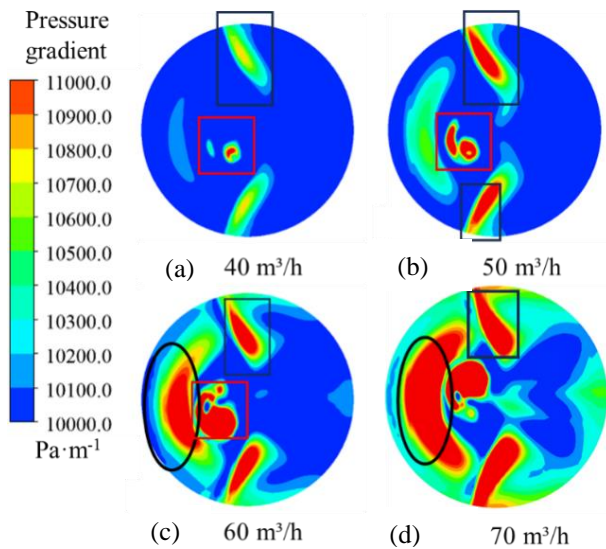 Pressure
gradient
11000.0
10900.0
10800.0
10700.0
10600.0
10500.0
10400.0
10300.0
10200.0
10100.0
10000.0
Pa·m⁻¹
(a) 40 m³/h
(b) 50 m³/h
(c) 60 m³/h
(d) 70 m³/h